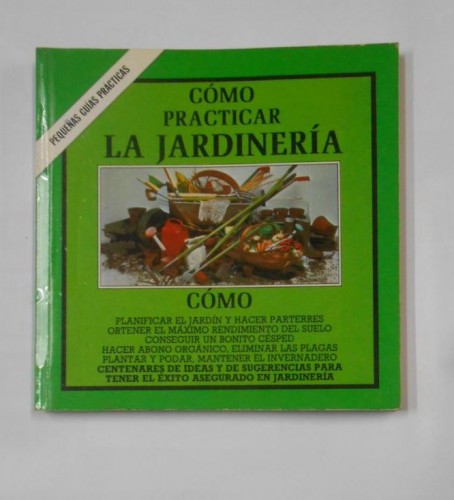 PEQUEÑAS GUÍAS PRÁCTICAS
CÓMO
PRACTICAR
LA JARDINERÍA
CÓMO
PLANIFICAR EL JARDÍN Y HACER PARTERRES
OBTENER EL MÁXIMO RENDIMIENTO DEL SUELO
CONSEGUIR UN BONITO CÉSPED
HACER ABONO ORGÁNICO, ELIMINAR LAS PLAGAS
PLANTAR Y PODAR, MANTENER EL INVERNADERO
CENTENARES DE IDEAS Y DE SUGERENCIAS PARA
TENER EL ÉXITO ASEGURADO EN JARDINERÍA